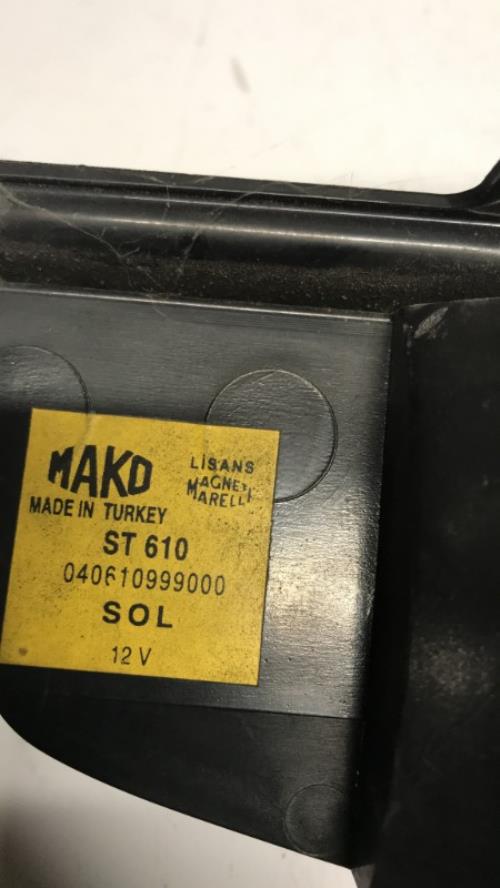 MAKO
LISANS
MAGNETI
MARELLI
MADE IN TURKEY
ST 610
040610999000
SOL
12 V